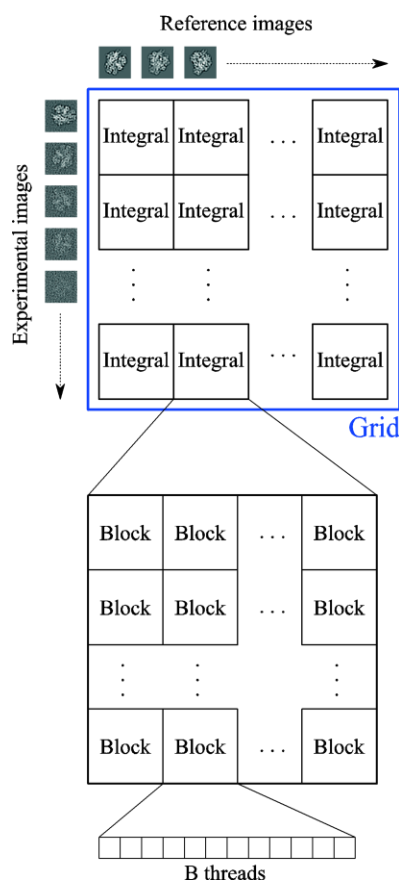 Reference images
Experimental images
Integral Integral . . . Integral
Integral Integral . . . Integral
Integral Integral . . . Integral
Grid
Block Block . . . Block
Block Block . . . Block
Block Block . . . Block
B threads